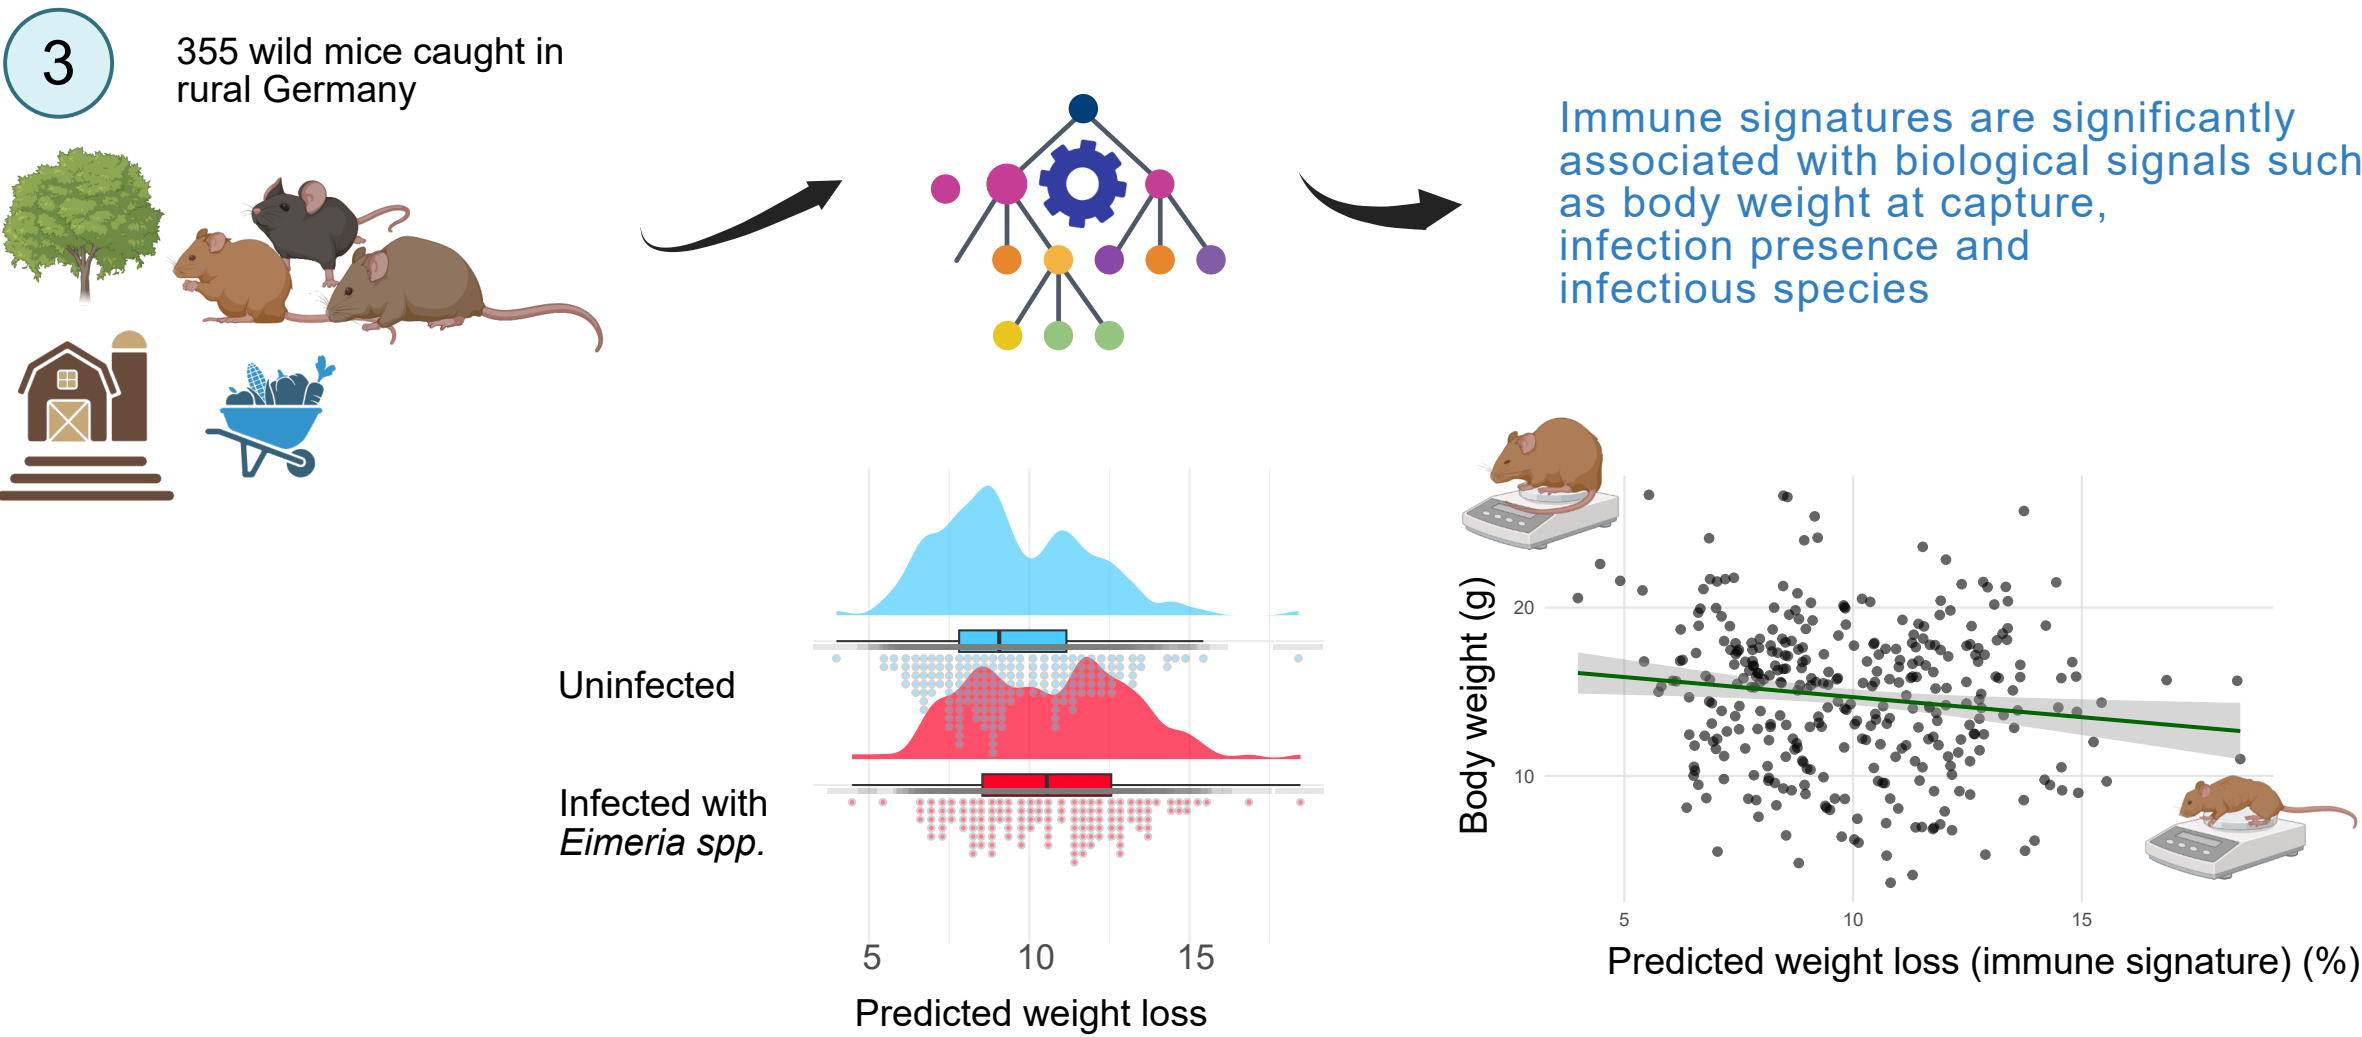 3
355 wild mice caught in
rural Germany
Immune signatures are significantly
associated with biological signals such
as body weight at capture,
infection presence and
infectious species
Uninfected
Infected with
Eimeria spp.
5 10 15
Predicted weight loss
Body weight (g)
20
10
5 10 15
Predicted weight loss (immune signature) (%)